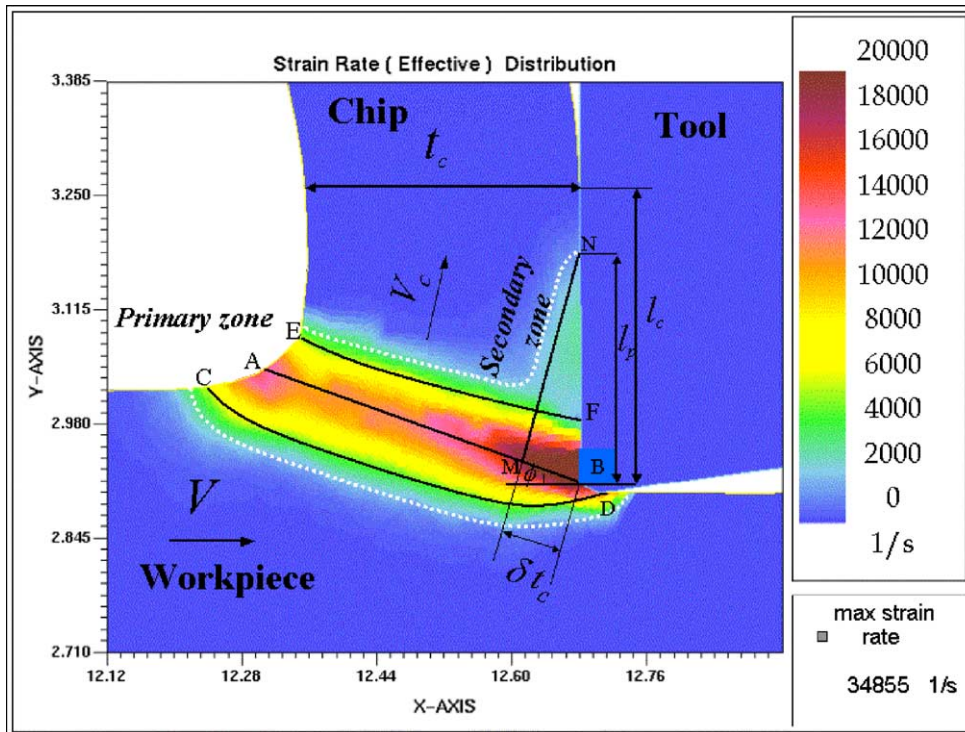 Strain Rate ( Effective ) Distribution
Y-AXIS
3.385
3.250
3.115
2.980
2.845
2.710
12.12
12.28
12.44
12.60
12.76
X-AXIS
Chip
Tool
t_c
V_c
Secondary
zone
N
l_p
l_c
Primary zone
E
A
C
F
M
ϕ
B
D
V
Workpiece
δt_c
20000
18000
16000
14000
12000
10000
8000
6000
4000
2000
0
1/s
max strain
rate
34855 1/s